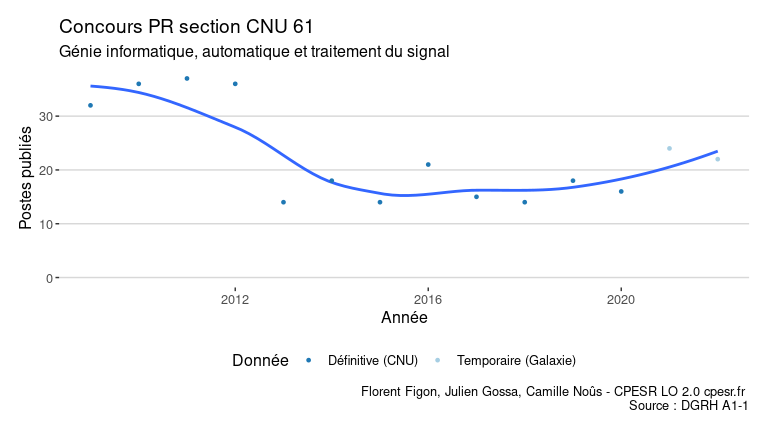 Concours PR section CNU 61
Génie informatique, automatique et traitement du signal
Postes publiés
30
20
10
0
2012 2016 2020
Année
Donnée Définitive (CNU) Temporaire (Galaxie)
Florent Figon, Julien Gossa, Camille Noûs - CPESR LO 2.0 cpesr.fr
Source : DGRH A1-1